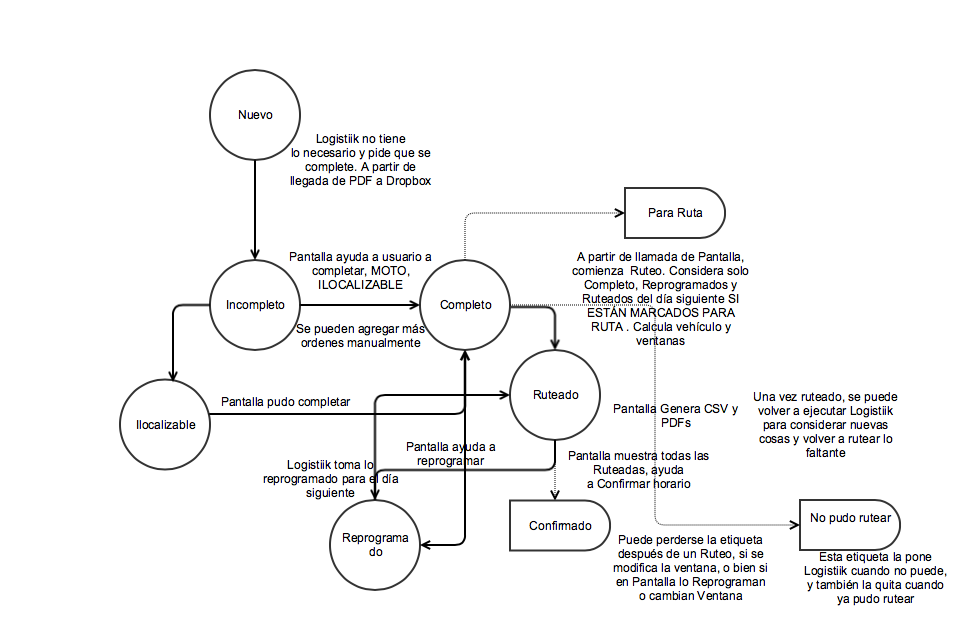 Nuevo
Logistiik no tiene
lo necesario y pide que se
complete. A partir de
llegada de PDF a Dropbox
Para Ruta
Pantalla ayuda a usuario a
completar, MOTO,
ILOCALIZABLE
A partir de llamada de Pantalla,
comienza Ruteo. Considera solo
Completo, Reprogramados y
Ruteados del día siguiente SI
ESTÁN MARCADOS PARA
RUTA . Calcula vehículo y
ventanas
Incompleto
Completo
Se pueden agregar más
ordenes manualmente
Ilocalizable
Pantalla pudo completar
Ruteado
Pantalla Genera CSV y
PDFs
Una vez ruteado, se puede
volver a ejecutar Logistiik
para considerar nuevas
cosas y volver a rutear lo
faltante
Pantalla ayuda a
reprogramar
Logistiik toma lo
reprogramado para el día
siguiente
Pantalla muestra todas las
Ruteadas, ayuda
a Confirmar horario
Reprograma
do
Confirmado
No pudo rutear
Puede perderse la etiqueta
después de un Ruteo, si se
modifica la ventana, o bien si
en Pantalla lo Reprograman
o cambian Ventana
Esta etiqueta la pone
Logistiik cuando no puede,
y también la quita cuando
ya pudo rutear